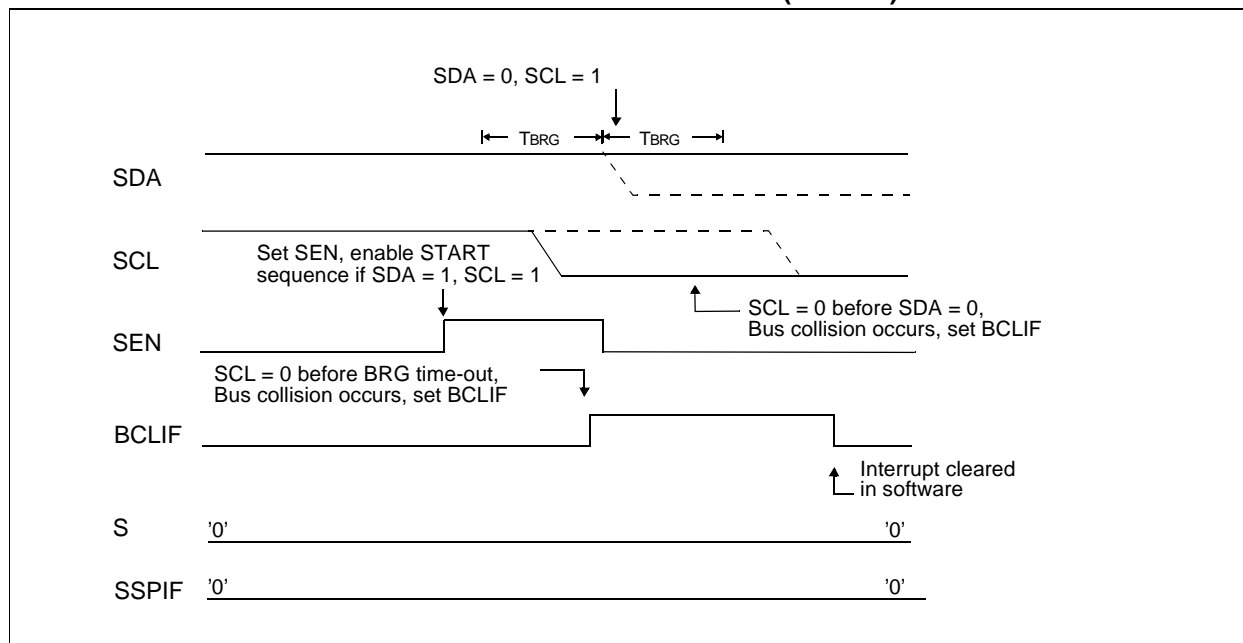 SDA = 0, SCL = 1
TBRG TBRG
SDA
SCL
Set SEN, enable START
sequence if SDA = 1, SCL = 1
SCL = 0 before SDA = 0,
Bus collision occurs, set BCLIF
SEN
SCL = 0 before BRG time-out,
Bus collision occurs, set BCLIF
BCLIF
Interrupt cleared
in software
S '0' '0'
SSPIF '0' '0'